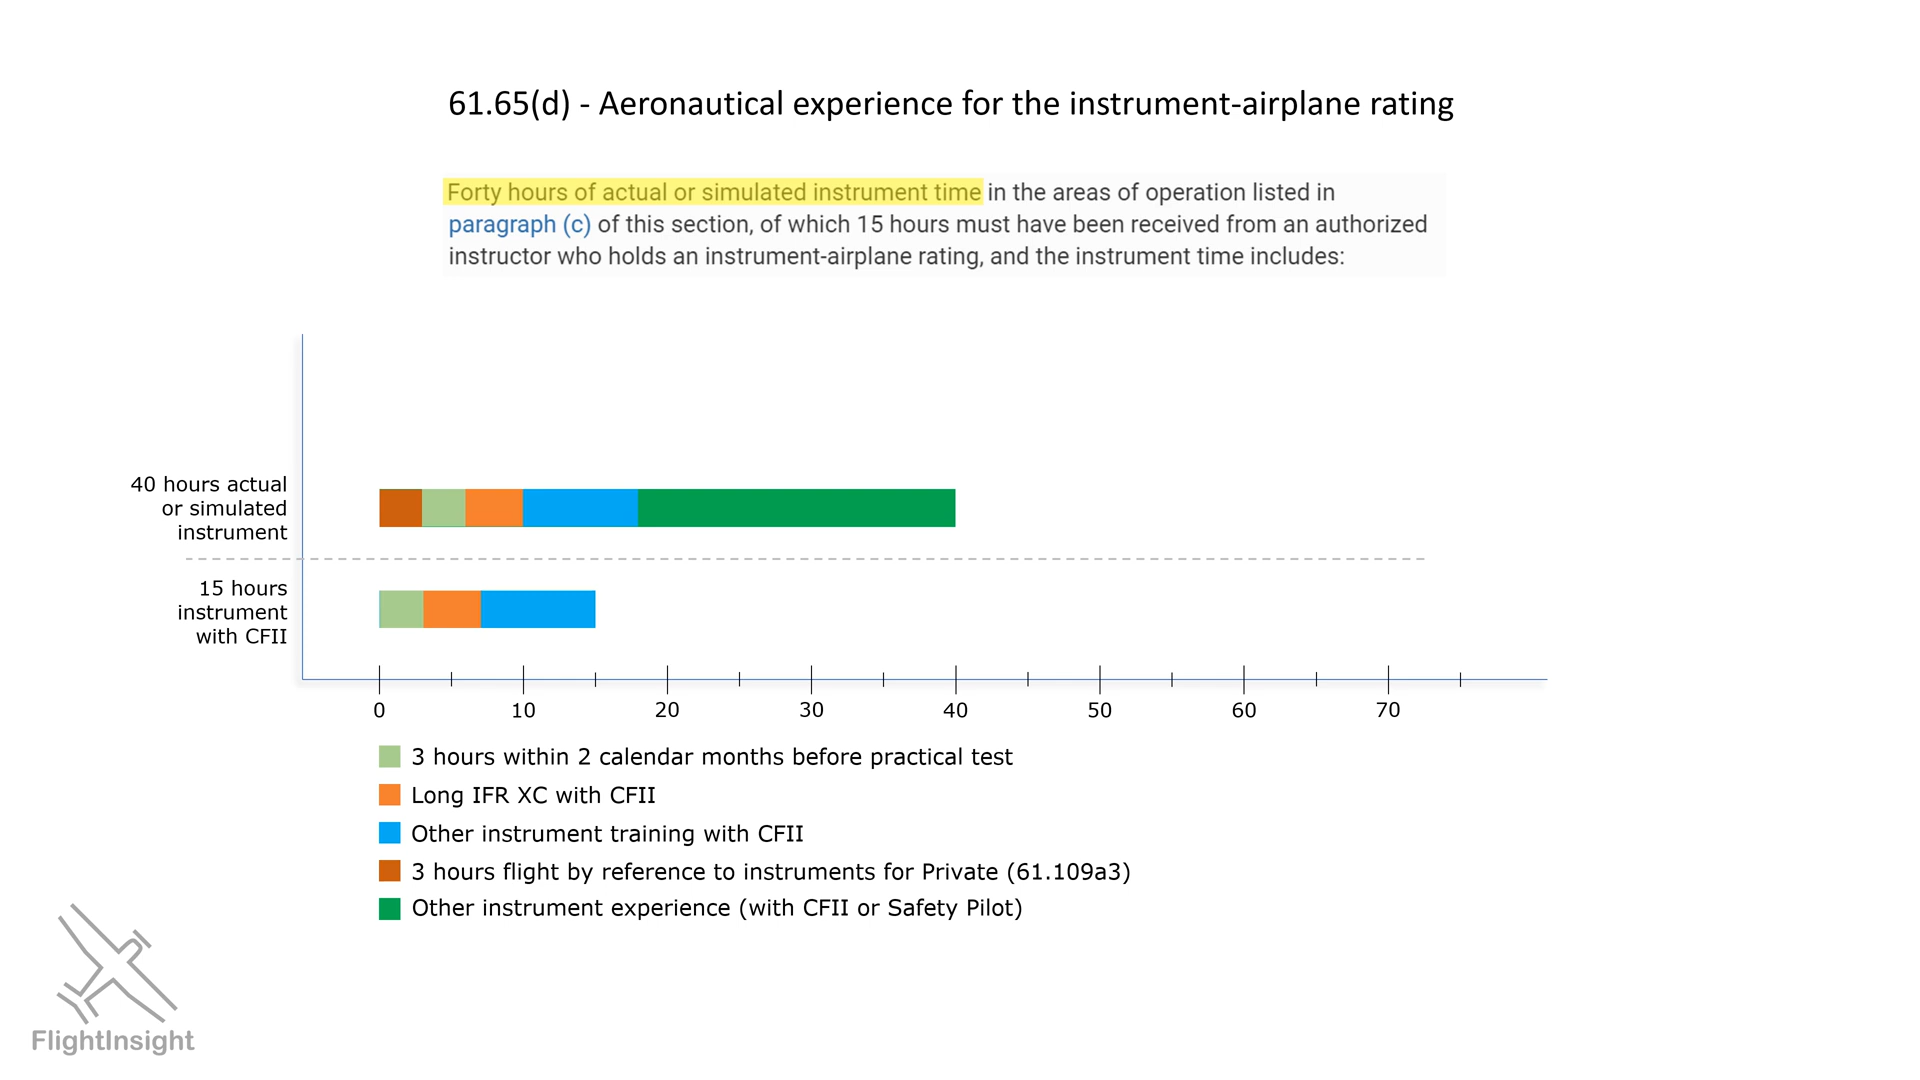 61.65(d) - Aeronautical experience for the instrument-airplane rating
Forty hours of actual or simulated instrument time in the areas of operation listed in
paragraph (c) of this section, of which 15 hours must have been received from an authorized
instructor who holds an instrument-airplane rating, and the instrument time includes:
40 hours actual
or simulated
instrument
15 hours
instrument
with CFII
0 10 20 30 40 50 60 70
3 hours within 2 calendar months before practical test
Long IFR XC with CFII
Other instrument training with CFII
3 hours flight by reference to instruments for Private (61.109a3)
Other instrument experience (with CFII or Safety Pilot)
FlightInsight